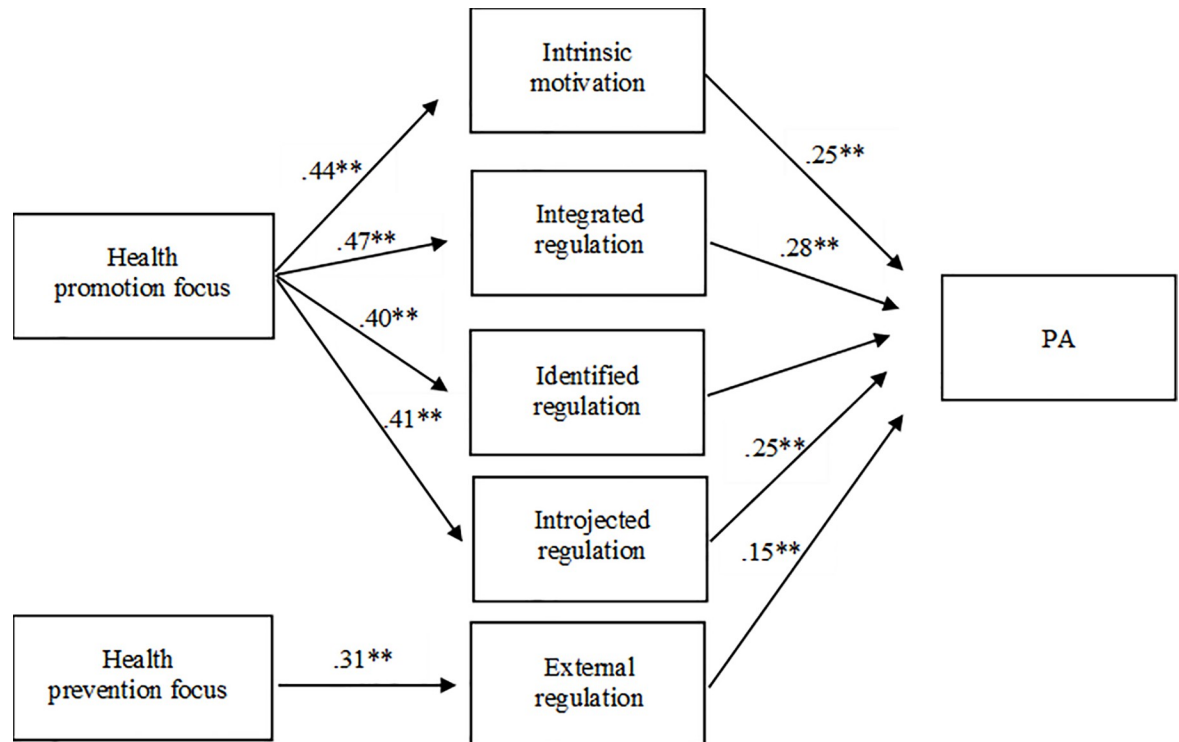 Intrinsic
motivation
.44**
.25**
Integrated
regulation
.47**
.28**
Health
promotion focus
.40**
Identified
regulation
PA
.41**
.25**
Introjected
regulation
.15**
Health
prevention focus
.31**
External
regulation